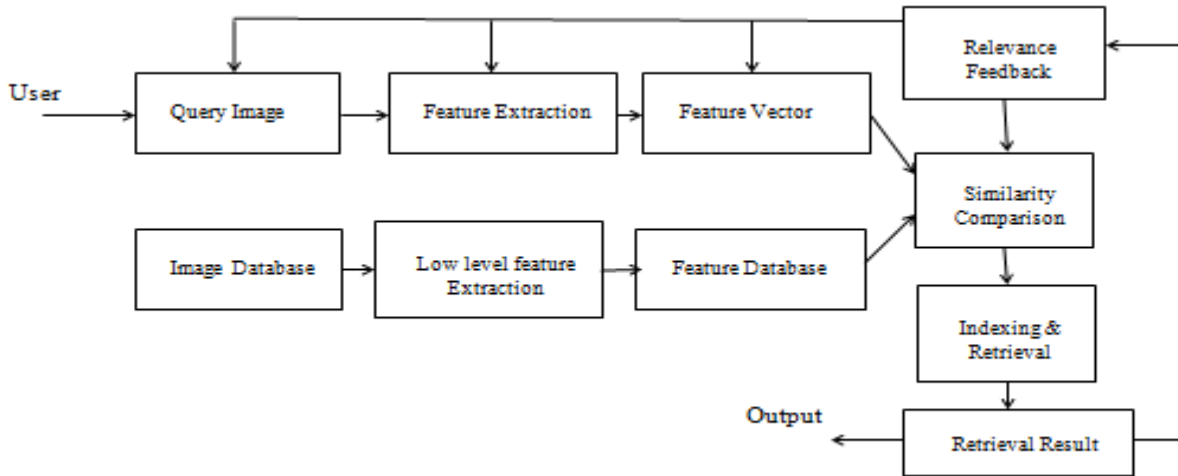 Relevance
Feedback
User
Query Image
Feature Extraction
Feature Vector
Similarity
Comparison
Image Database
Low level feature
Extraction
Feature Database
Indexing &
Retrieval
Output
Retrieval Result